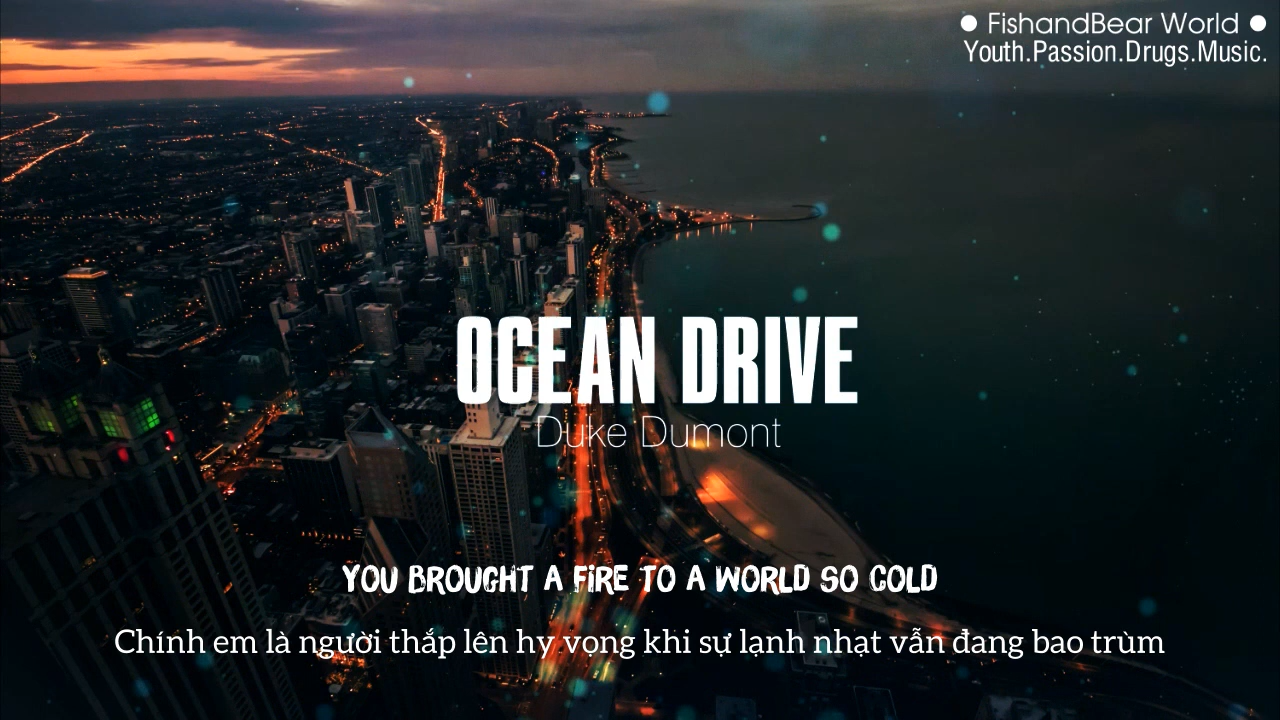 ● FishandBear World ●
Youth.Passion.Drugs.Music.
OCEAN DRIVE
Duke Dumont
YOU BROUGHT A FIRE TO A WORLD SO COLD
Chính em là người thắp lên hy vọng khi sự lạnh nhạt vẫn đang bao trùm